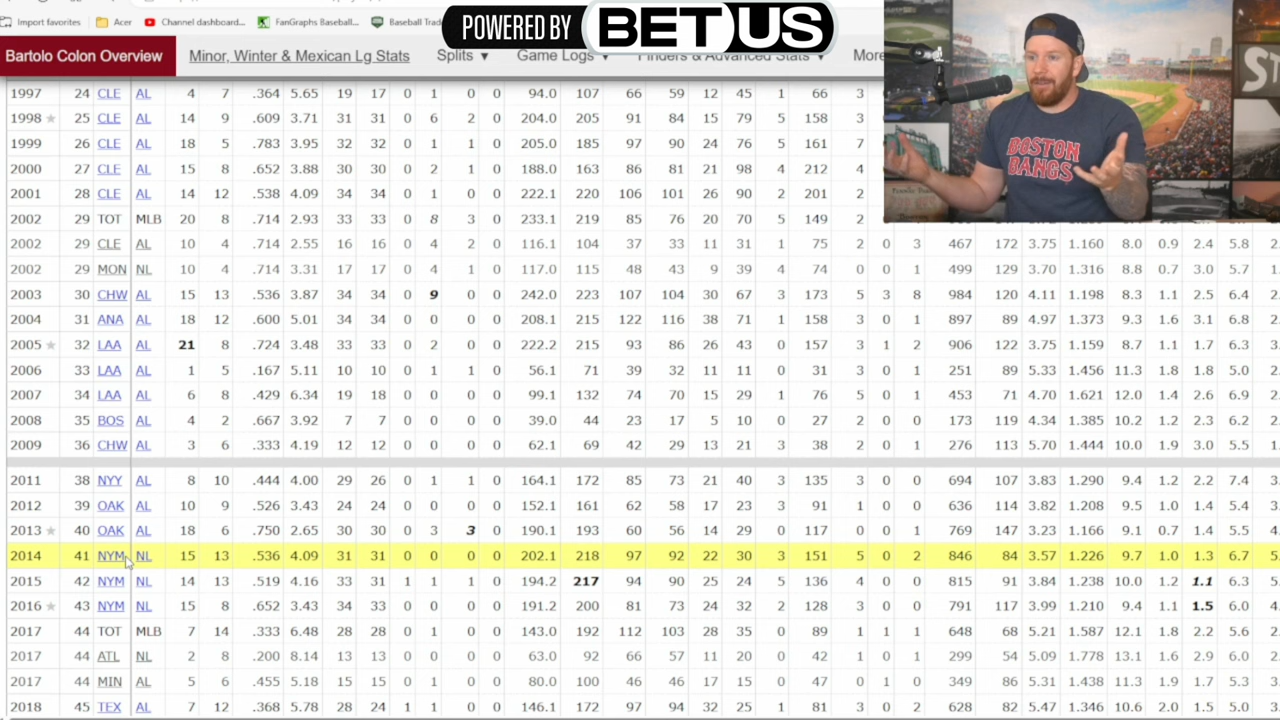 POWERED BY BETUS
Import favorites Acer Channel dashboard... FanGraphs Baseball... Baseball
Bartolo Colon Overview Minor, Winter & Mexican Lg Stats Splits ▼ Game Logs ▼ Finders & Advanced Stats ▼ More
BOSTON
BANGS
1997 24 CLE AL 4 7 .364 5.65 19 17 0 1 0 0 94.0 107 66 59 12 45 1 66 3
1998 ★ 25 CLE AL 14 .609 3.71 31 31 0 6 2 0 204.0 205 91 84 15 79 5 158 3
1999 26 CLE AL 18 5 .783 3.95 32 32 0 1 1 0 205.0 185 97 90 24 76 5 161 7
2000 27 CLE AL 15 8 .652 3.88 30 30 0 2 1 0 188.0 163 86 81 21 98 4 212 4
2001 28 CLE AL 14 12 .538 4.09 34 34 0 1 0 0 222.1 220 106 101 26 90 2 201 2
2002 29 TOT MLB 20 8 .714 2.93 33 33 0 8 3 0 233.1 219 85 76 20 70 5 149 2
2002 29 CLE AL 10 4 .714 2.55 16 16 0 4 2 0 116.1 104 37 33 11 31 1 75 2 0 3 467 172 3.75 1.160 8.0 0.9 2.4 5.8 2.
2002 29 MON NL 10 4 .714 3.31 17 17 0 4 1 0 117.0 115 48 43 9 39 4 74 0 0 1 499 129 3.70 1.316 8.8 0.7 3.0 5.7 1.
2003 30 CHW AL 15 13 .536 3.87 34 34 0 9 0 0 242.0 223 107 104 30 67 3 173 5 3 8 984 120 4.11 1.198 8.3 1.1 2.5 6.4 2.
2004 31 ANA AL 18 12 .600 5.01 34 34 0 0 0 0 208.1 215 122 116 38 71 1 158 3 0 1 897 89 4.97 1.373 9.3 1.6 3.1 6.8 2.
2005 ★ 32 LAA AL 21 8 .724 3.48 33 33 0 2 0 0 222.2 215 93 86 26 43 0 157 3 1 2 906 122 3.75 1.159 8.7 1.1 1.7 6.3 3.
2006 33 LAA AL 1 5 .167 5.11 10 10 0 1 1 0 56.1 71 39 32 11 11 0 31 3 0 1 251 89 5.33 1.456 11.3 1.8 1.8 5.0 2.
2007 34 LAA AL 6 8 .429 6.34 19 18 0 0 0 0 99.1 132 74 70 15 29 1 76 5 0 0 453 71 4.70 1.621 12.0 1.4 2.6 6.9 2.
2008 35 BOS AL 4 2 .667 3.92 7 7 0 0 0 0 39.0 44 23 17 5 10 0 27 2 0 0 173 119 4.34 1.385 10.2 1.2 2.3 6.2 2.
2009 36 CHW AL 3 6 .333 4.19 12 12 0 0 0 0 62.1 69 42 29 13 21 3 38 2 0 1 276 113 5.70 1.444 10.0 1.9 3.0 5.5 1.
2011 38 NYY AL 8 10 .444 4.00 29 26 0 1 1 0 164.1 172 85 73 21 40 3 135 3 0 0 694 107 3.83 1.290 9.4 1.2 2.2 7.4 3.
2012 39 OAK AL 10 9 .526 3.43 24 24 0 0 0 0 152.1 161 62 58 17 23 3 91 1 0 0 636 114 3.82 1.208 9.5 1.0 1.4 5.4 3.
2013 ★ 40 OAK AL 18 6 .750 2.65 30 30 0 3 3 0 190.1 193 60 56 14 29 0 117 0 0 1 769 147 3.23 1.166 9.1 0.7 1.4 5.5 4.
2014 41 NYM NL 15 13 .536 4.09 31 31 0 0 0 0 202.1 218 97 92 22 30 3 151 5 0 2 846 84 3.57 1.226 9.7 1.0 1.3 6.7 5.
2015 42 NYM NL 14 13 .519 4.16 33 31 1 1 1 0 194.2 217 94 90 25 24 5 136 4 0 0 815 91 3.84 1.238 10.0 1.2 1.1 6.3 5.
2016 ★ 43 NYM NL 15 8 .652 3.43 34 33 0 0 0 0 191.2 200 81 73 24 32 2 128 3 0 0 791 117 3.99 1.210 9.4 1.1 1.5 6.0 4.
2017 44 TOT MLB 7 14 .333 6.48 28 28 0 1 0 0 143.0 192 112 103 28 35 0 89 1 1 1 648 68 5.21 1.587 12.1 1.8 2.2 5.6 2.
2017 44 ATL NL 2 8 .200 8.14 13 13 0 0 0 0 63.0 92 66 57 11 20 0 42 1 0 1 299 54 5.09 1.778 13.1 1.6 2.9 6.0 2.
2017 44 MIN AL 5 6 .455 5.18 15 15 0 1 0 0 80.0 100 46 46 17 15 0 47 0 1 0 349 86 5.31 1.438 11.3 1.9 1.7 5.3 3.
2018 45 TEX AL 7 12 .368 5.78 28 24 1 1 0 0 146.1 172 97 94 32 25 1 81 3 0 2 628 82 5.47 1.346 10.6 2.0 1.5 5.0 3.